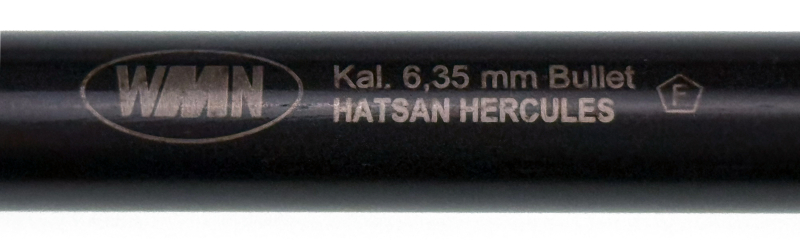 WMN
Kal. 6,35 mm Bullet
HATSAN HERCULES
F